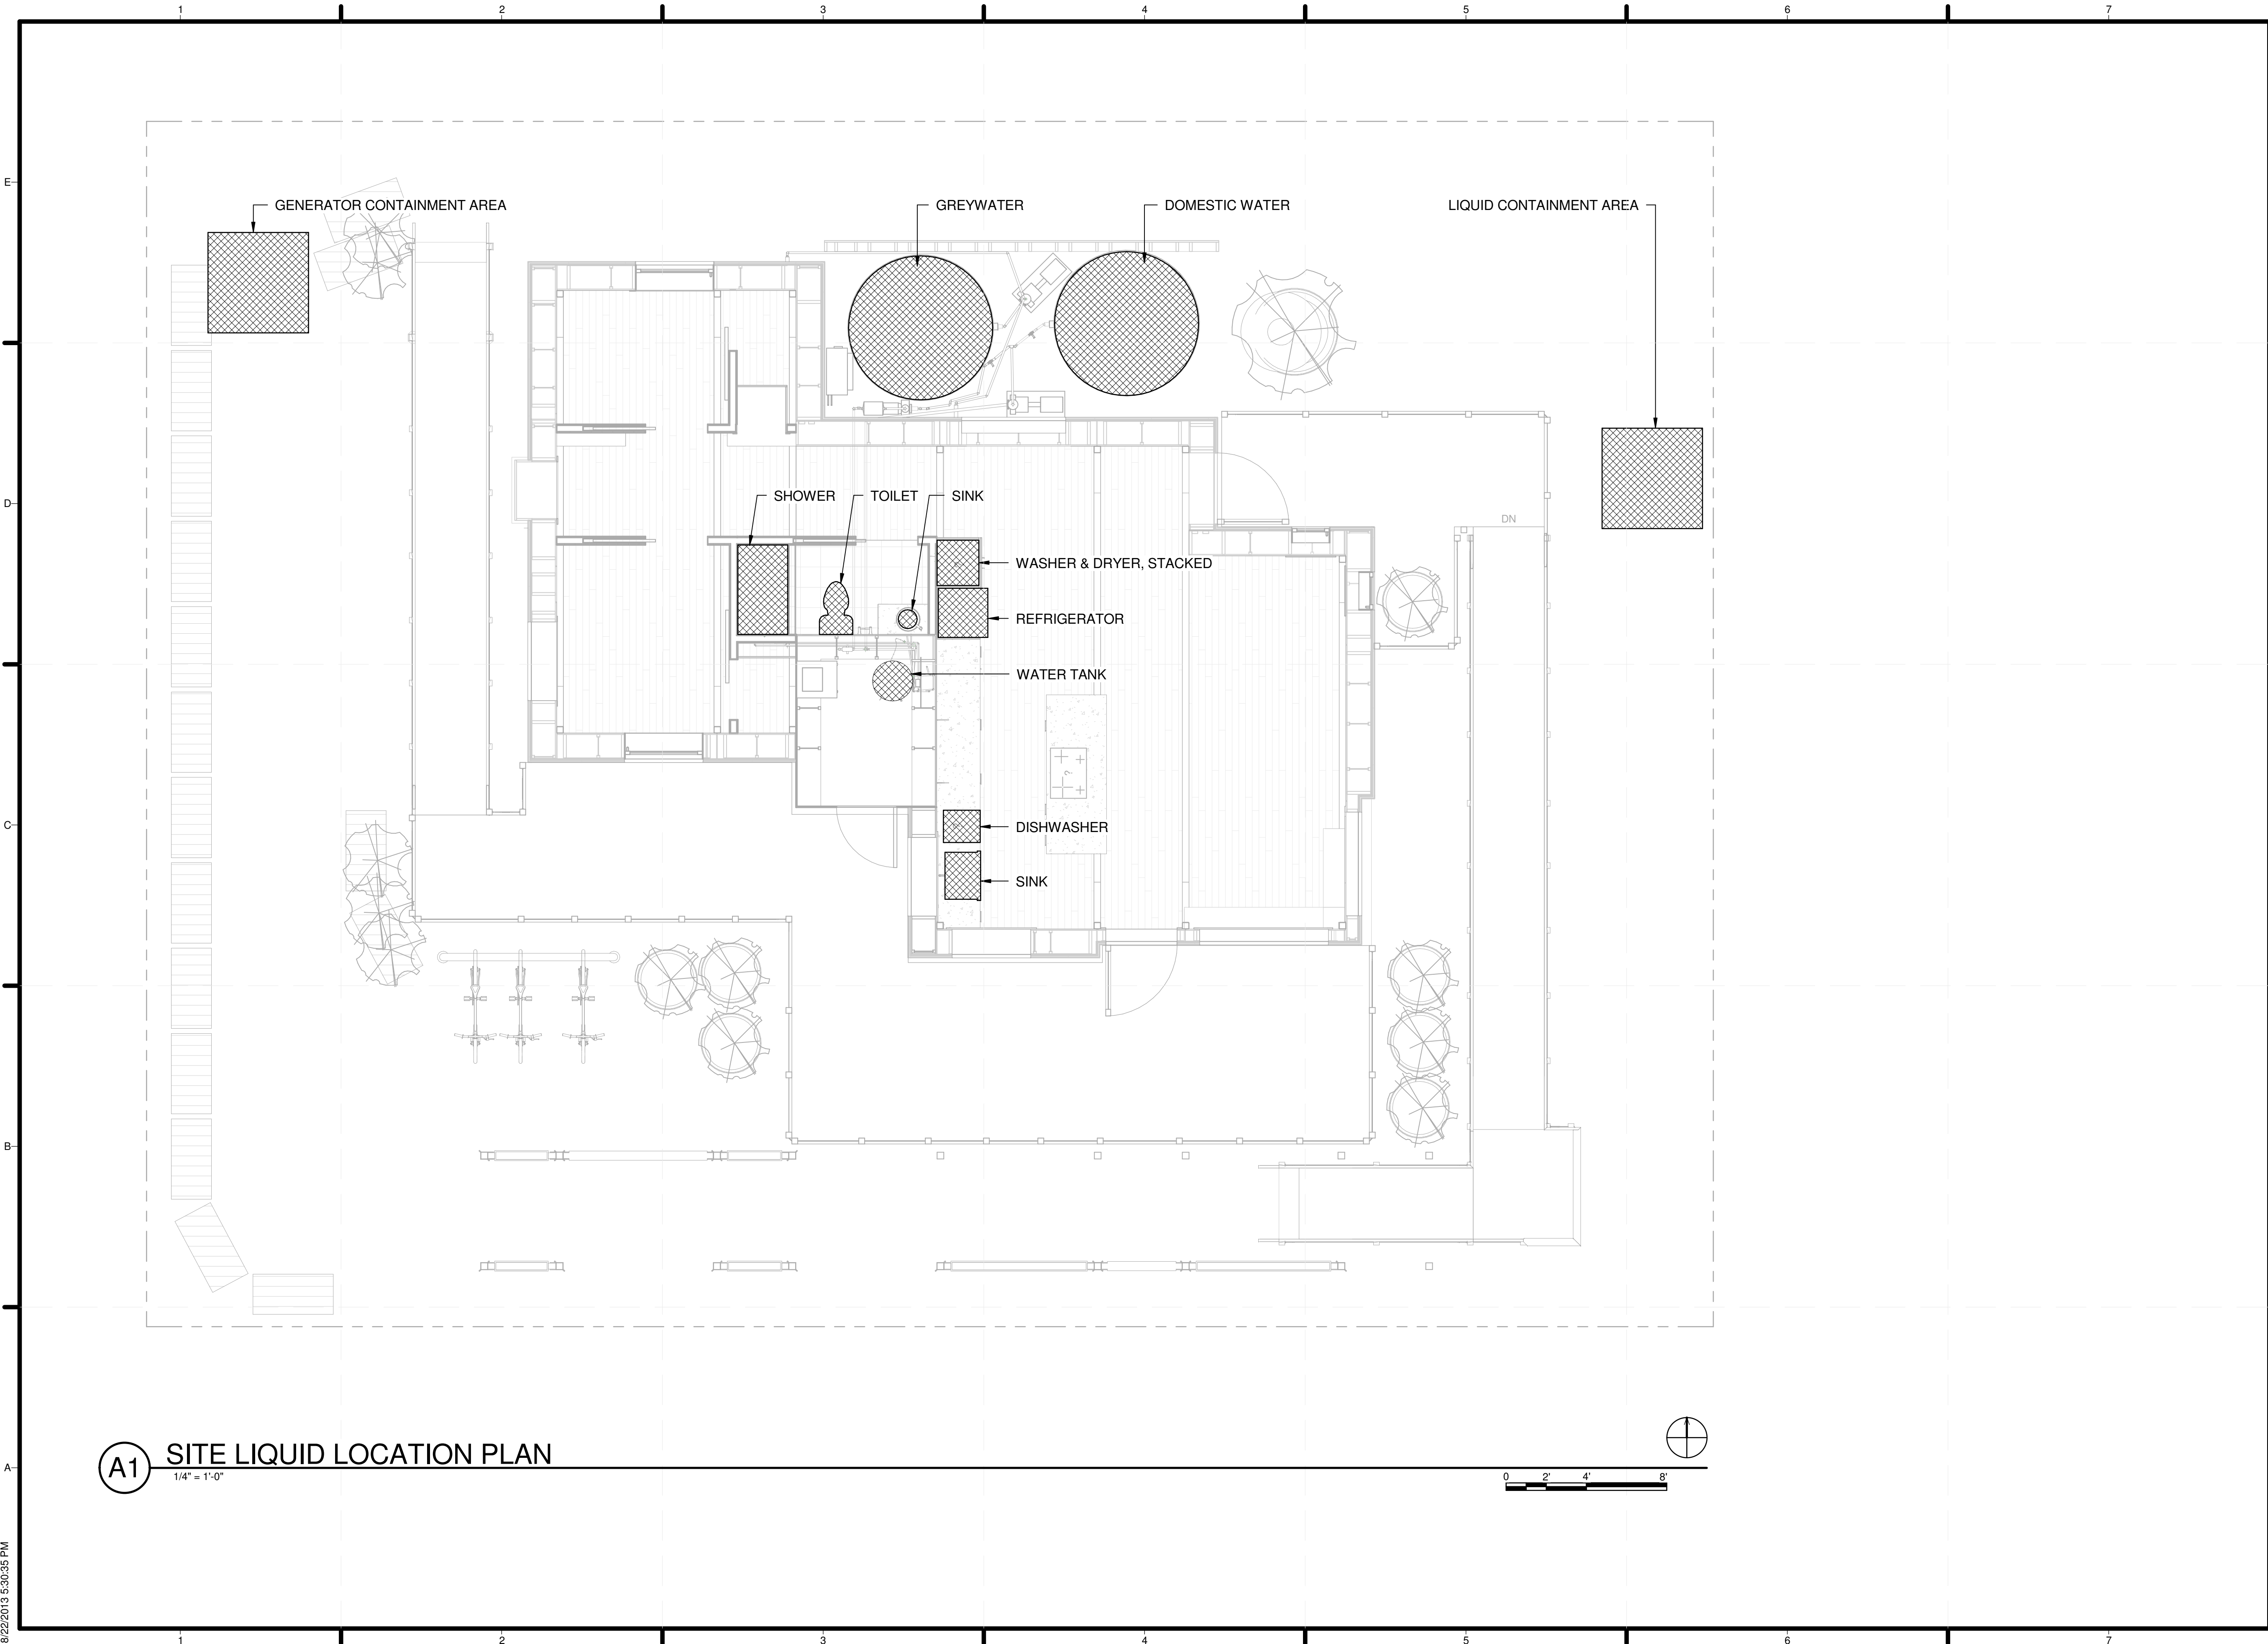 1 2 3 4 5 6 7
E
GENERATOR CONTAINMENT AREA
GREYWATER
DOMESTIC WATER
LIQUID CONTAINMENT AREA
D
SHOWER
TOILET
SINK
DN
WASHER & DRYER, STACKED
REFRIGERATOR
WATER TANK
C
DISHWASHER
SINK
B
A
A1
SITE LIQUID LOCATION PLAN
1/4" = 1'-0"
0 2' 4' 8'
8/22/2013 5:30:35 PM
1 2 3 4 5 6 7